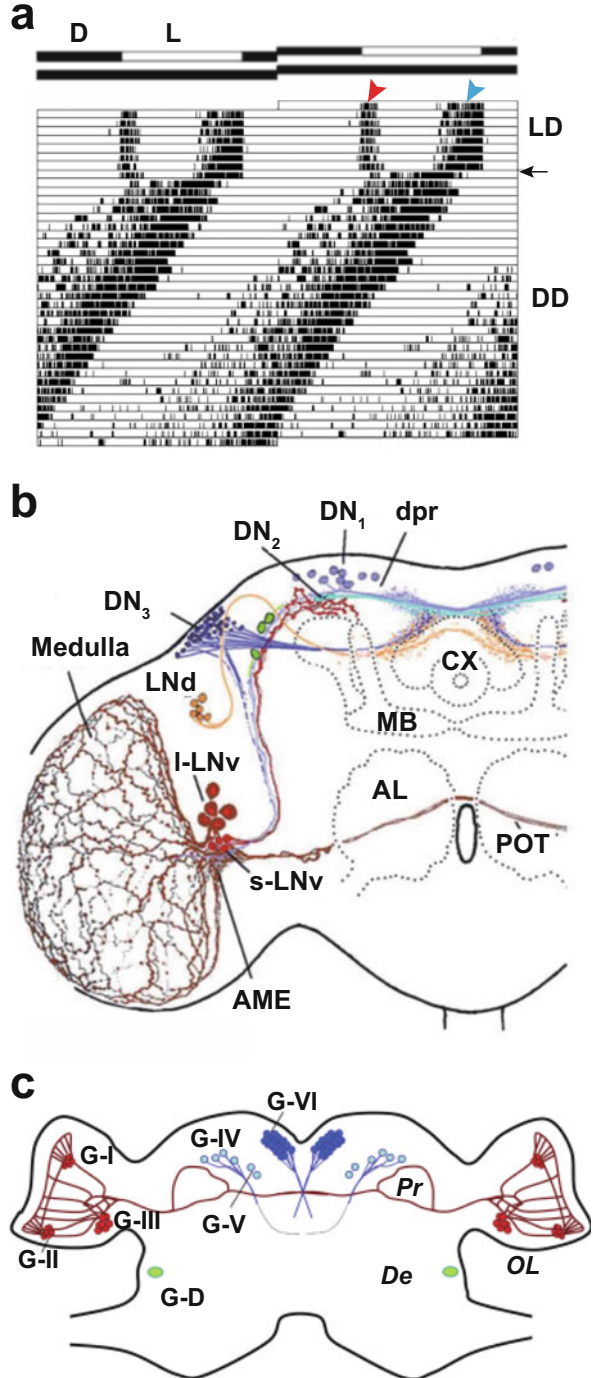 a
D L
LD
DD
b
DN1 dpr
DN2
DN3
Medulla
CX
LNd
MB
l-LNv
AL
POT
s-LNv
AME
c
G-VI
G-IV
G-I
Pr
G-III
G-V
G-II
OL
De
G-D